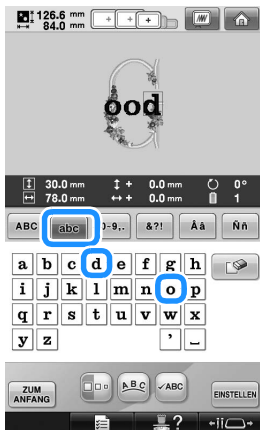 126.6 mm
84.0 mm
ood
30.0 mm + 0.0 mm 0°
78.0 mm + 0.0 mm 1
ABC abc 0-9,. &?! Ää Ññ
a b c d e f g h
i j k l m n o p
q r s t u v w x
y z ' _
ZUM ANFANG ABC ✓ABC EINSTELLEN
?